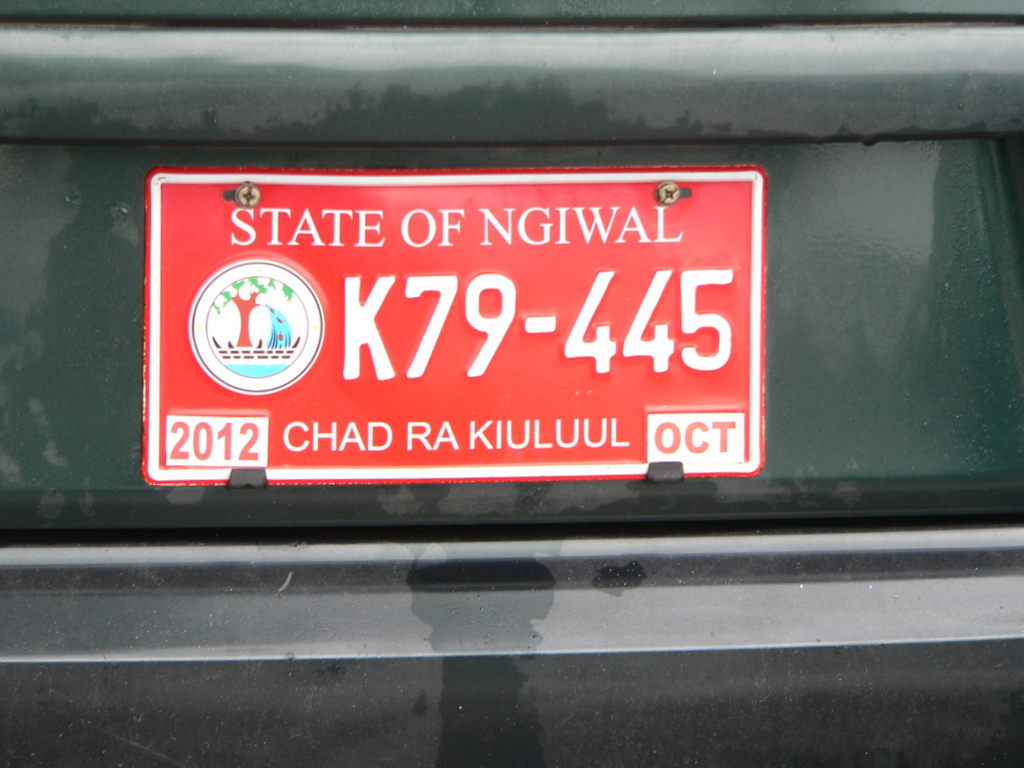 STATE OF NGIWAL
K79-445
2012 CHAD RA KIULUUL OCT